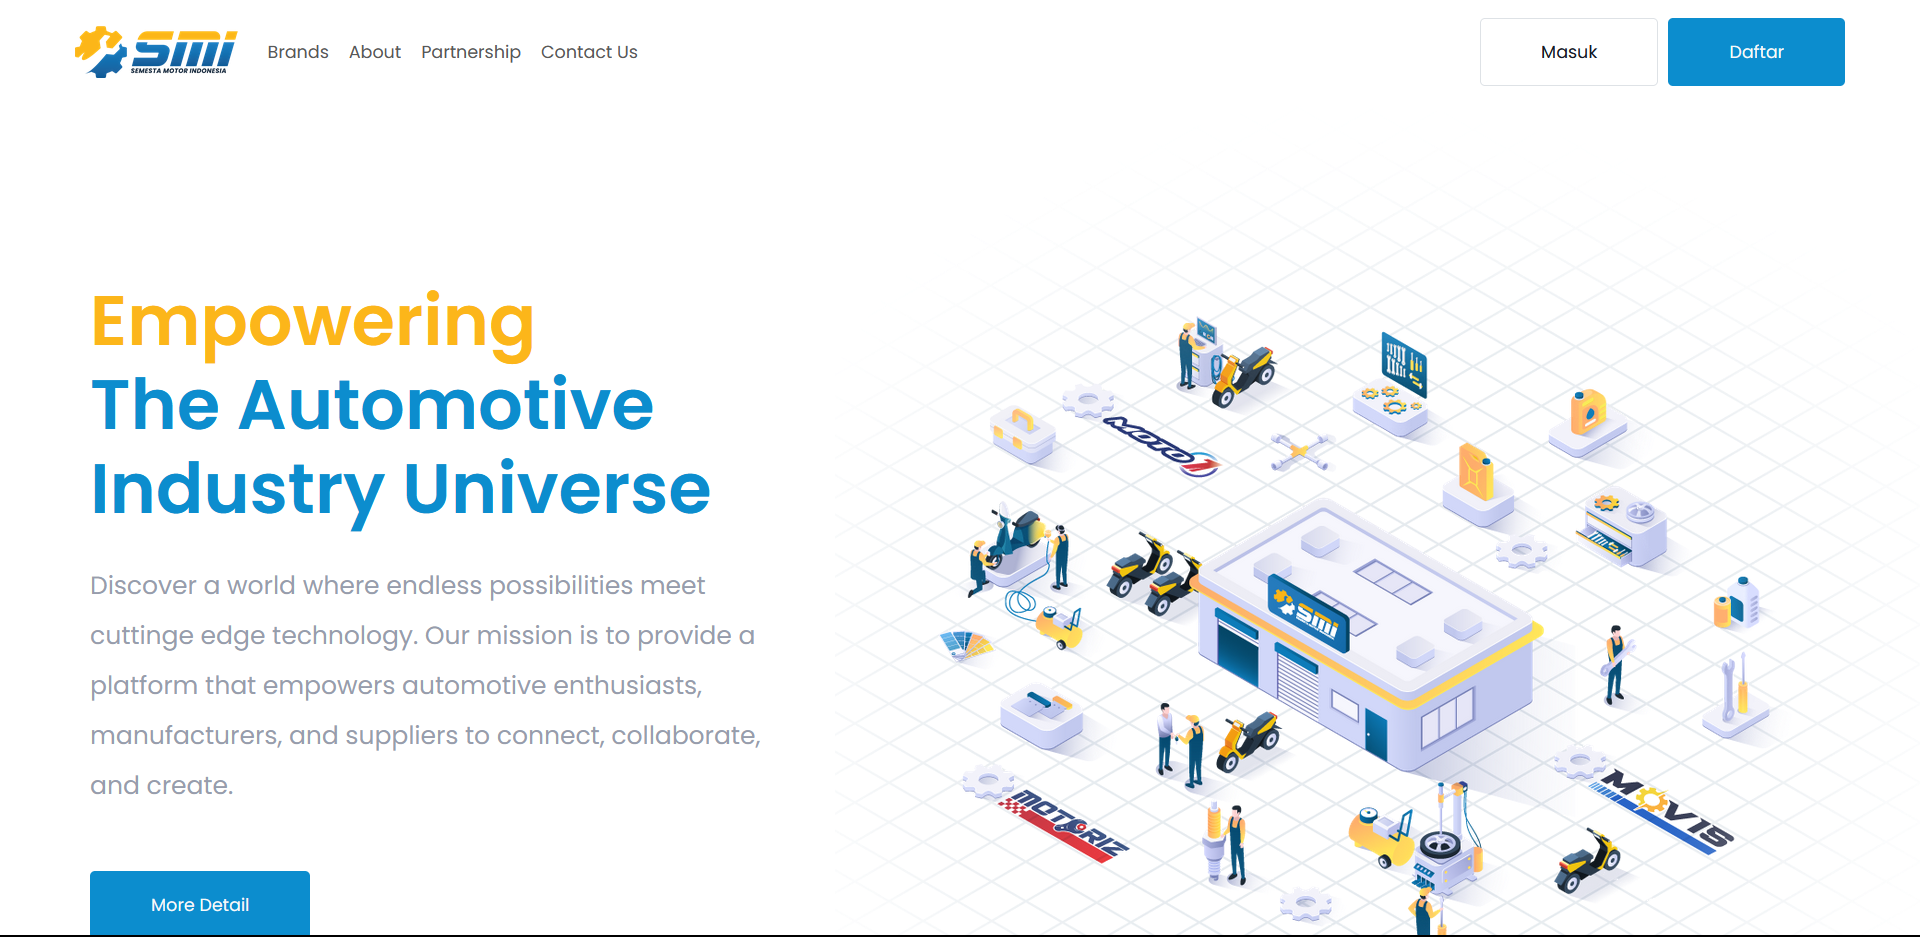 SMI
SEMESTA MOTOR INDONESIA
Brands
About
Partnership
Contact Us
Masuk
Daftar
Empowering
The Automotive
Industry Universe
Discover a world where endless possibilities meet
cuttinge edge technology. Our mission is to provide a
platform that empowers automotive enthusiasts,
manufacturers, and suppliers to connect, collaborate,
and create.
More Detail
MOTO1
SMI
MOTORIZ
MOVIS